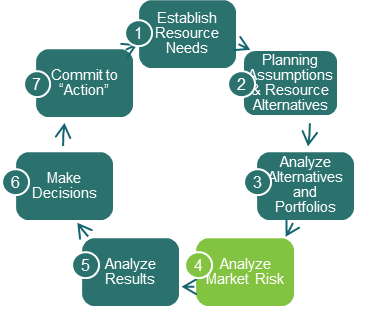 1
Establish
Resource
Needs
2
Planning
Assumptions
& Resource
Alternatives
3
Analyze
Alternatives
and
Portfolios
4
Analyze
Market Risk
5
Analyze
Results
6
Make
Decisions
7
Commit to
“Action”